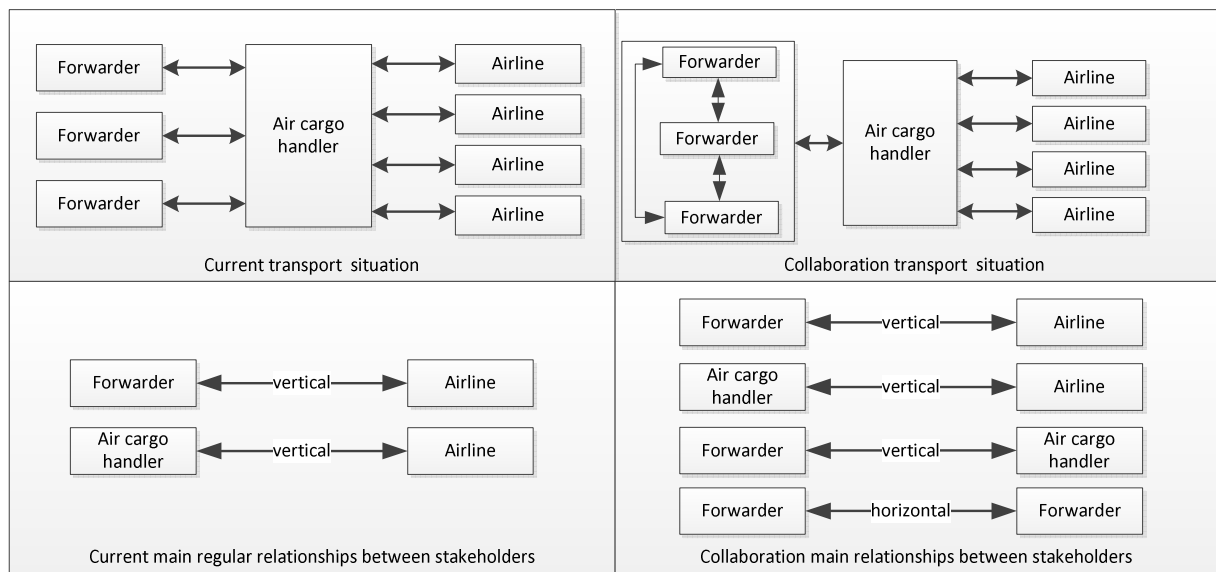 Forwarder
Forwarder
Forwarder
Air cargo
handler
Airline
Airline
Airline
Airline
Current transport situation
Forwarder
Forwarder
Forwarder
Air cargo
handler
Airline
Airline
Airline
Airline
Collaboration transport situation
Forwarder
vertical
Airline
Air cargo
handler
vertical
Airline
Current main regular relationships between stakeholders
Forwarder
vertical
Airline
Air cargo
handler
vertical
Airline
Forwarder
vertical
Air cargo
handler
Forwarder
horizontal
Forwarder
Collaboration main relationships between stakeholders